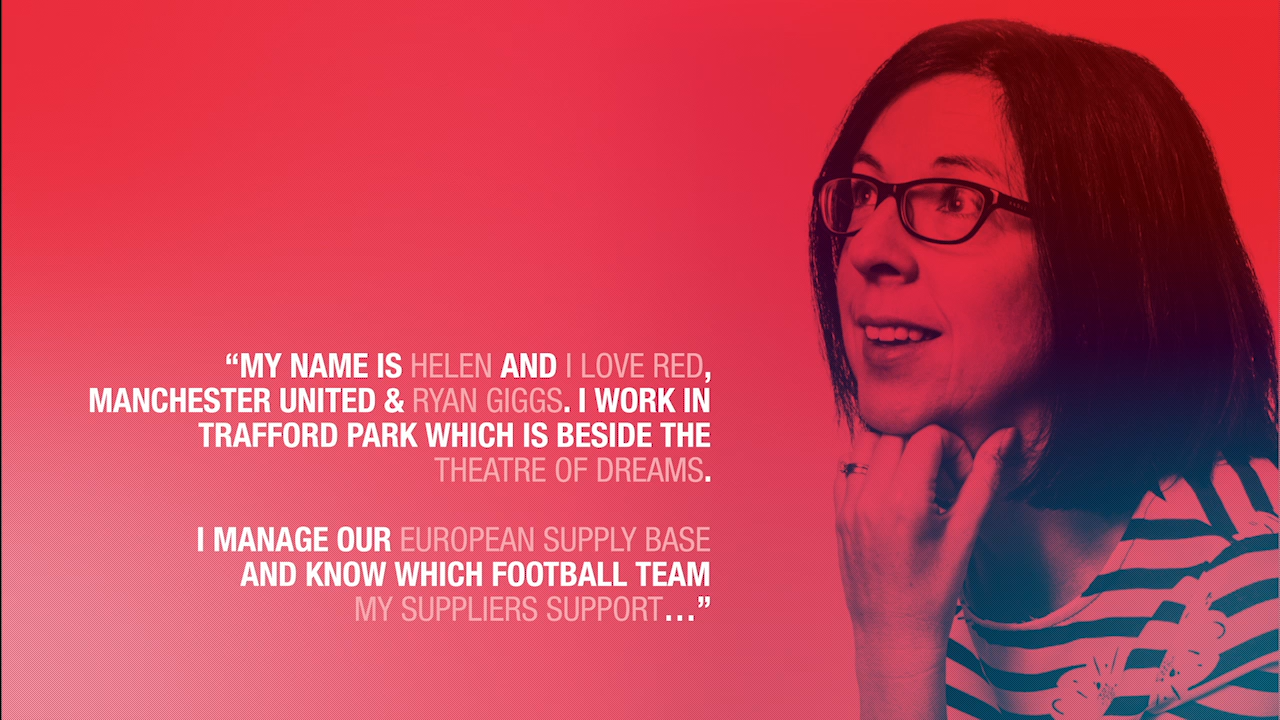 “MY NAME IS HELEN AND I LOVE RED,
MANCHESTER UNITED & RYAN GIGGS. I WORK IN
TRAFFORD PARK WHICH IS BESIDE THE
THEATRE OF DREAMS.
I MANAGE OUR EUROPEAN SUPPLY BASE
AND KNOW WHICH FOOTBALL TEAM
MY SUPPLIERS SUPPORT…”